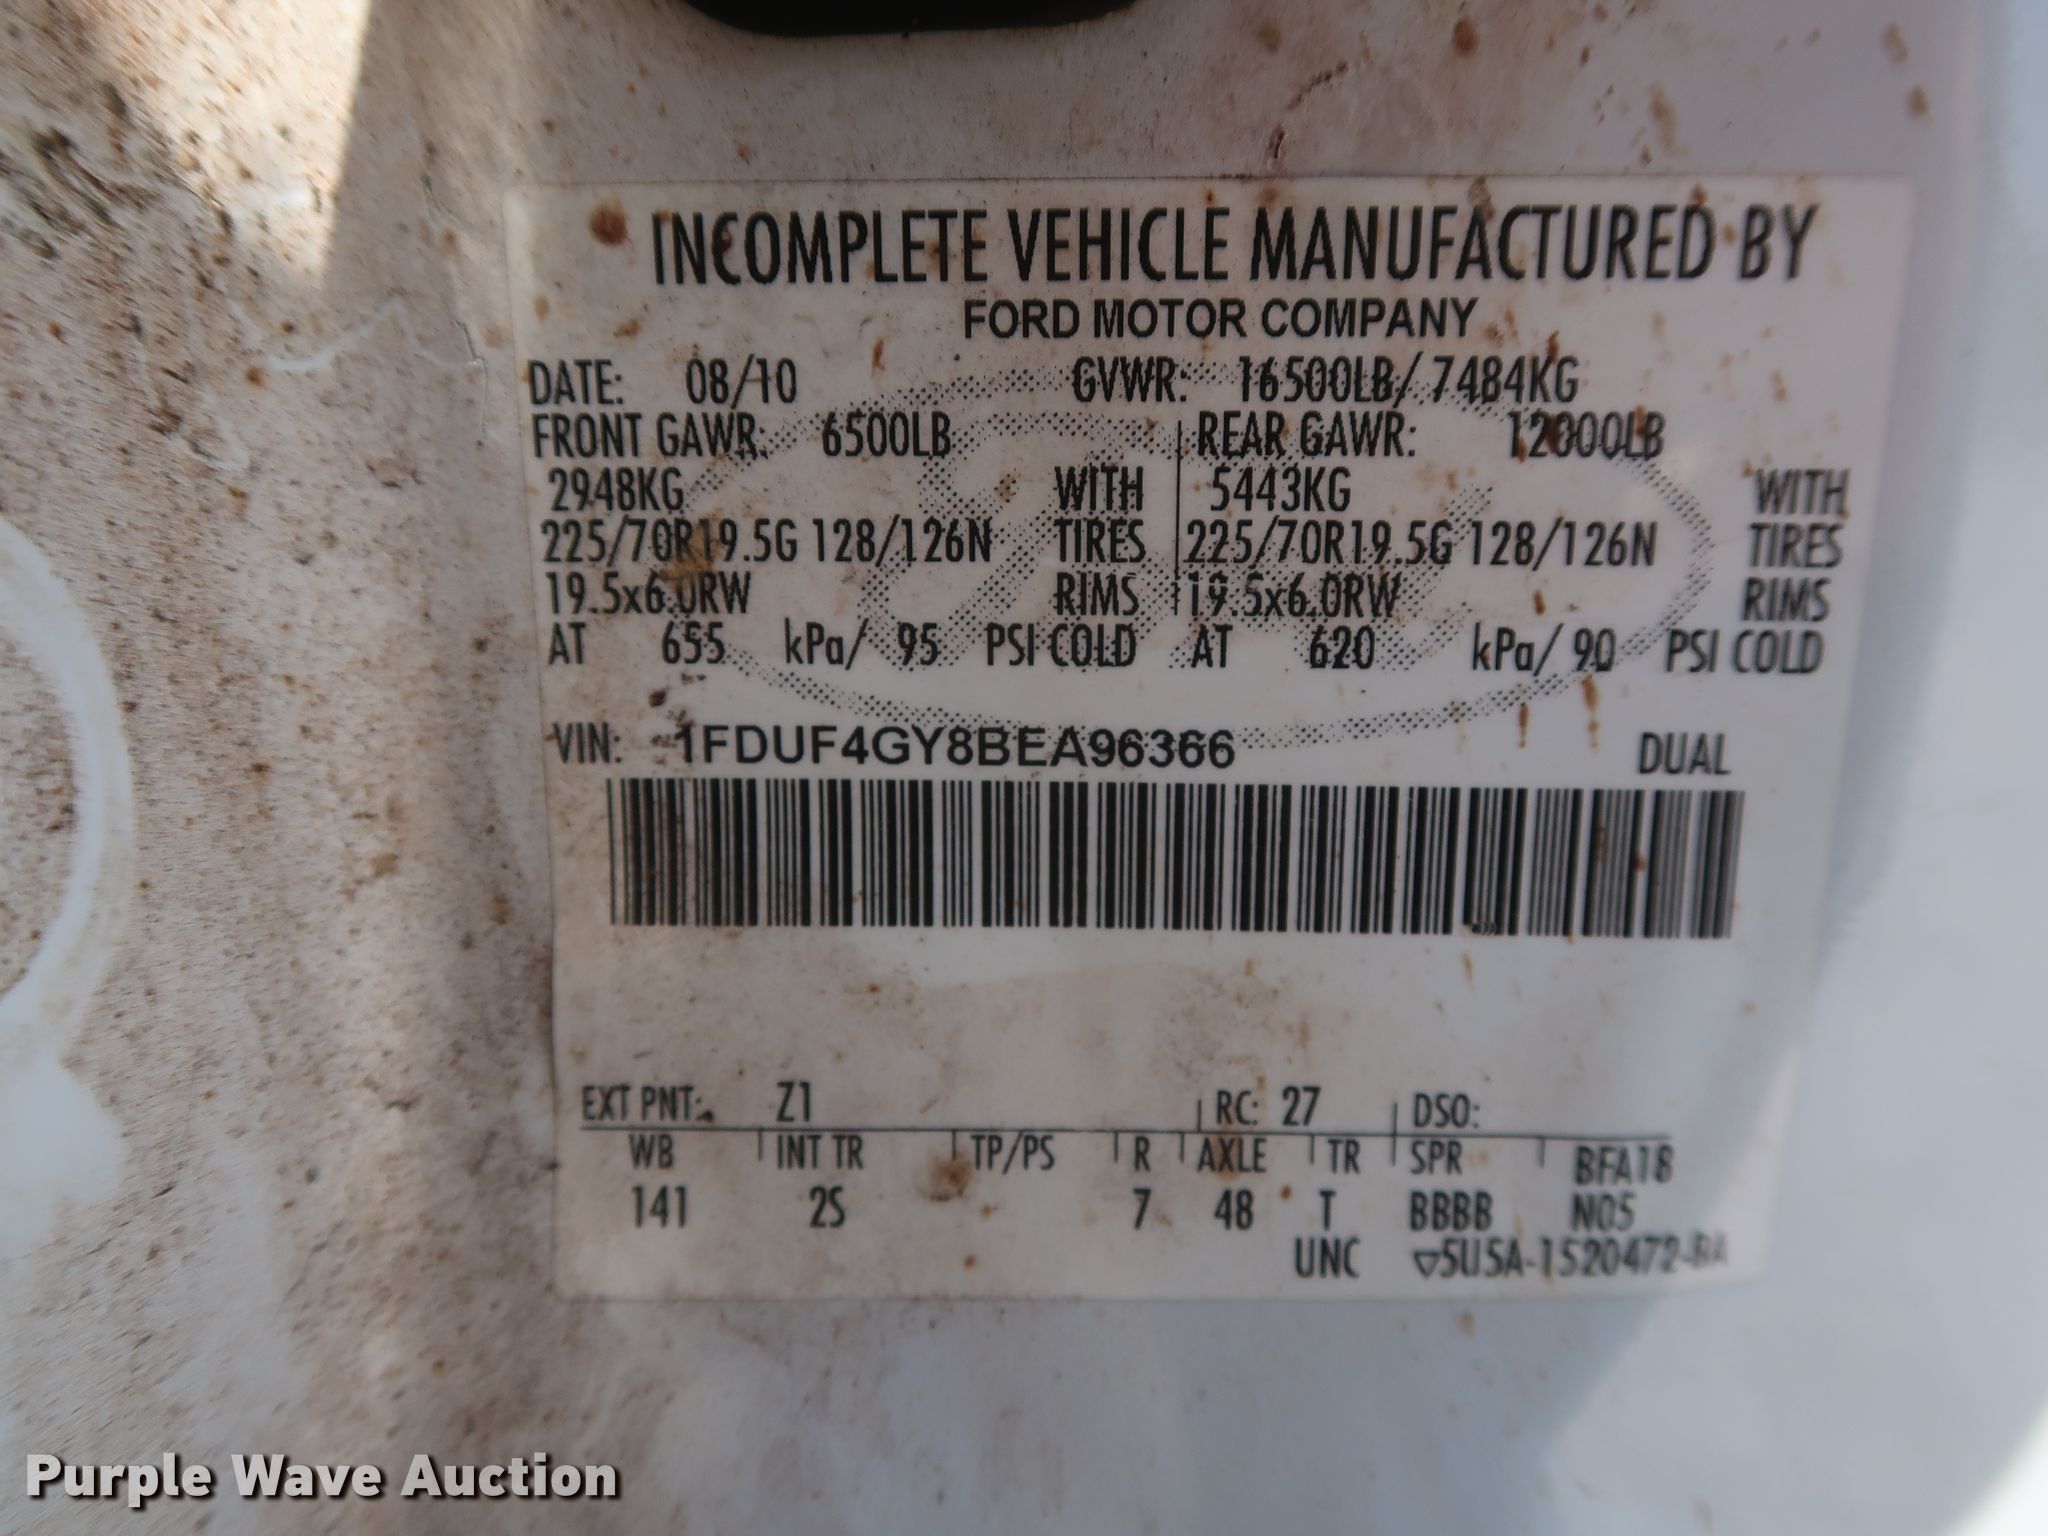 INCOMPLETE VEHICLE MANUFACTURED BY
FORD MOTOR COMPANY
DATE: 08/10 GVWR: 16500LB/ 7484KG
FRONT GAWR: 6500LB REAR GAWR: 12000LB
2948KG WITH 5443KG WITH
225/70R19.5G 128/126N TIRES 225/70R19.5G 128/126N TIRES
19.5x6.0RW RIMS 19.5x6.0RW RIMS
AT 655 kPa/ 95 PSI COLD AT 620 kPa/ 90 PSI COLD
VIN: 1FDUF4GY8BEA96366 DUAL
EXT PNT: Z1 RC: 27 DSO:
WB INT TR TP/PS R AXLE TR SPR BFA18
141 2S 7 48 T BBBB N05
UNC ▽5U5A-1520472-BA
Purple Wave Auction